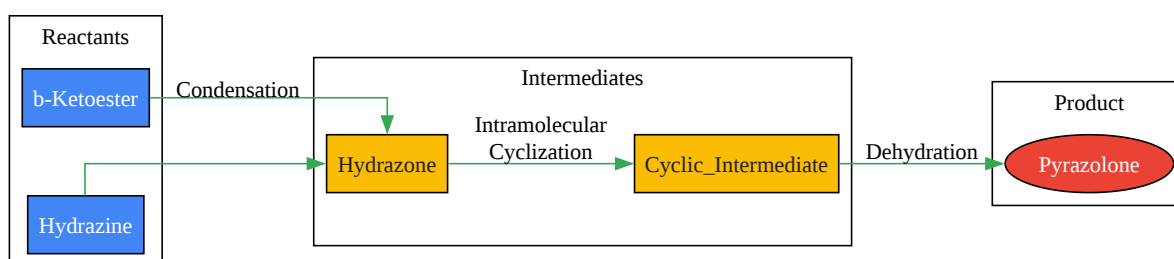 Reactants
b-Ketoester
Hydrazine
Condensation
Intermediates
Hydrazone
Intramolecular
Cyclization
Cyclic_Intermediate
Dehydration
Product
Pyrazolone